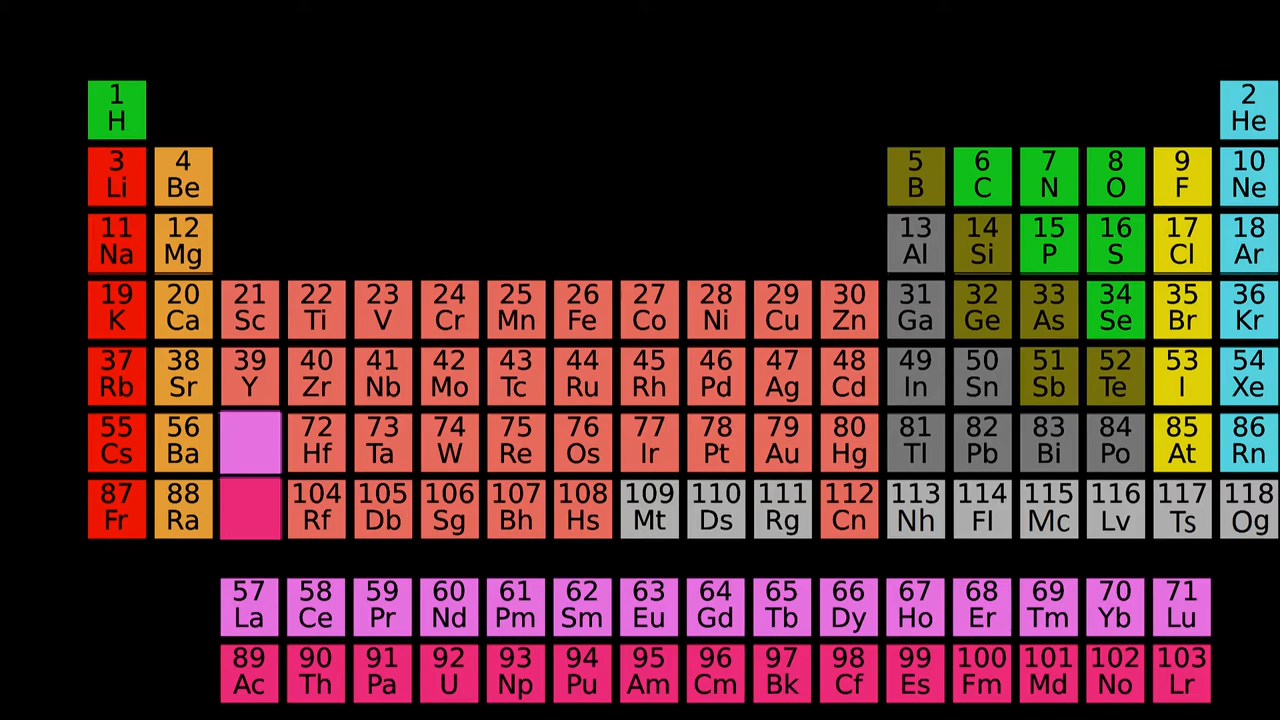 1 2
H He
3 4 5 6 7 8 9 10
Li Be B C N O F Ne
11 12 13 14 15 16 17 18
Na Mg Al Si P S Cl Ar
19 20 21 22 23 24 25 26 27 28 29 30 31 32 33 34 35 36
K Ca Sc Ti V Cr Mn Fe Co Ni Cu Zn Ga Ge As Se Br Kr
37 38 39 40 41 42 43 44 45 46 47 48 49 50 51 52 53 54
Rb Sr Y Zr Nb Mo Tc Ru Rh Pd Ag Cd In Sn Sb Te I Xe
55 56 72 73 74 75 76 77 78 79 80 81 82 83 84 85 86
Cs Ba Hf Ta W Re Os Ir Pt Au Hg Tl Pb Bi Po At Rn
87 88 104 105 106 107 108 109 110 111 112 113 114 115 116 117 118
Fr Ra Rf Db Sg Bh Hs Mt Ds Rg Cn Nh Fl Mc Lv Ts Og
57 58 59 60 61 62 63 64 65 66 67 68 69 70 71
La Ce Pr Nd Pm Sm Eu Gd Tb Dy Ho Er Tm Yb Lu
89 90 91 92 93 94 95 96 97 98 99 100 101 102 103
Ac Th Pa U Np Pu Am Cm Bk Cf Es Fm Md No Lr